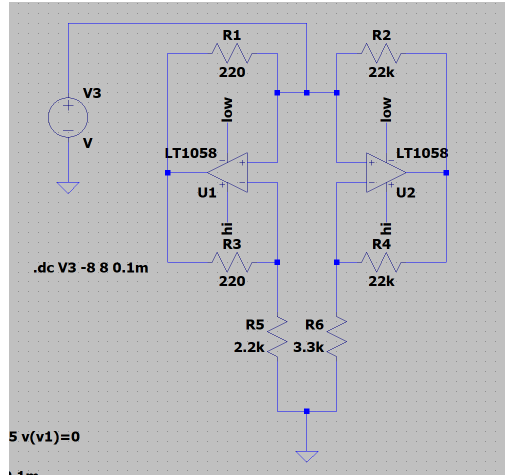 R1
R2
220
22k
V3
low
low
V
LT1058
LT1058
U1
U2
hi
hi
R3
R4
.dc V3 -8 8 0.1m
220
22k
R5
R6
2.2k
3.3k
5 v(v1)=0